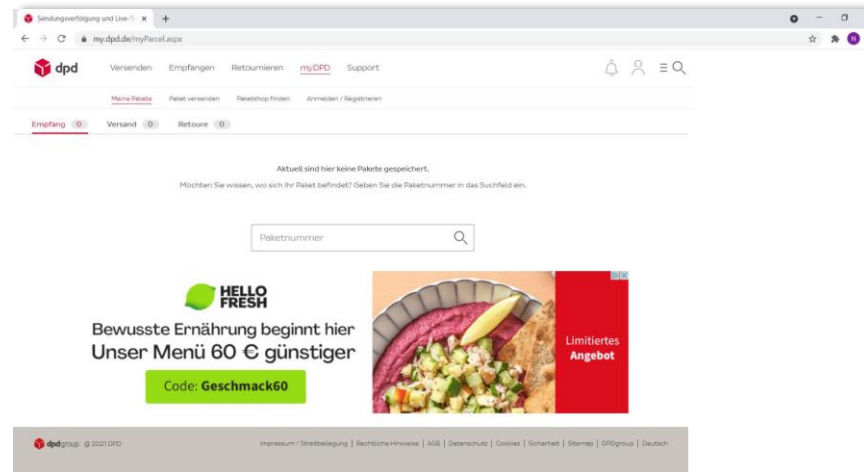 Sendungsverfolgung und Live-Tr
my.dpd.de/myParcel.aspx
N
dpd Versenden Empfangen Retournieren myDPD Support
Meine Pakete Paket versenden Paketshop finden Anmelden / Registrieren
Empfang 0 Versand 0 Retoure 0
Aktuell sind hier keine Pakete gespeichert.
Möchten Sie wissen, wo sich Ihr Paket befindet? Geben Sie die Paketnummer in das Suchfeld ein.
Paketnummer
HELLO
FRESH
Bewusste Ernährung beginnt hier
Unser Menü 60 € günstiger
Code: Geschmack60
Limitiertes
Angebot
dpdgroup @ 2021 DPD Impressum / Streitbeilegung | Rechtliche Hinweise | AGB | Datenschutz | Cookies | Sicherheit | Sitemap | DPDgroup | Deutsch